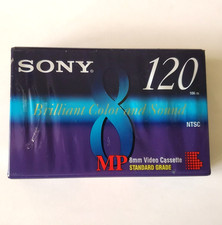 SONY 120
Brilliant Color and Sound
8
NTSC
MP 8mm Video Cassette
STANDARD GRADE